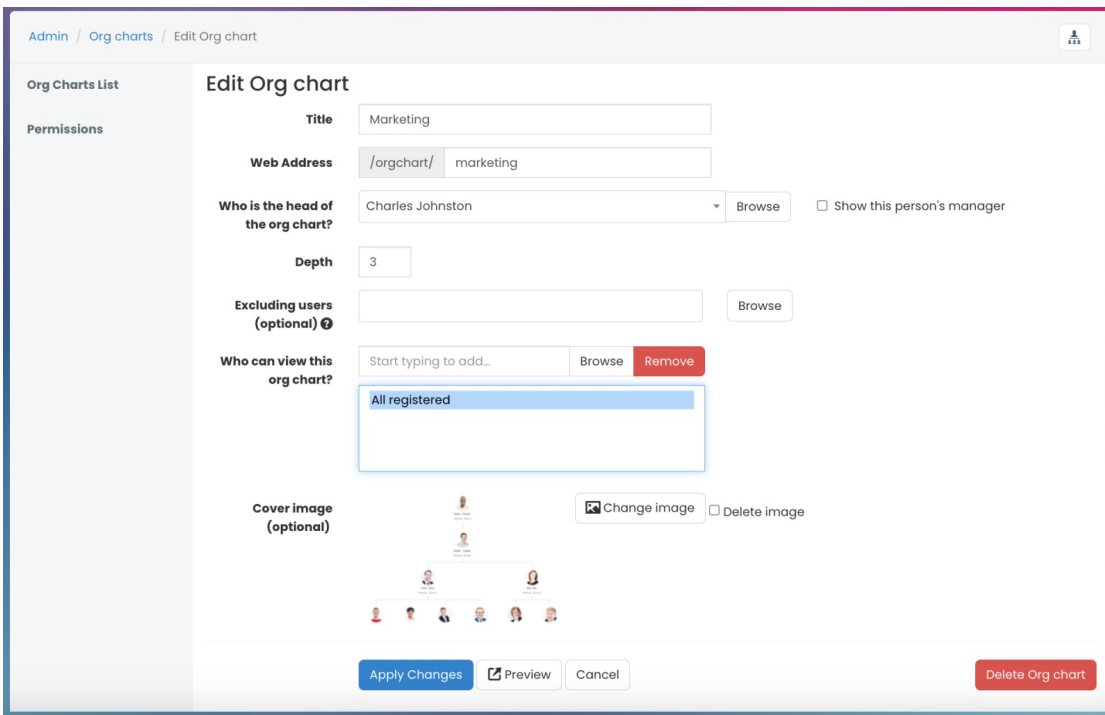 Admin / Org charts / Edit Org chart
Org Charts List
Permissions
Edit Org chart
Title
Marketing
Web Address
/orgchart/
marketing
Who is the head of
the org chart?
Charles Johnston
Browse
Show this person's manager
Depth
3
Excluding users
(optional)
Browse
Who can view this
org chart?
Start typing to add...
Browse
Remove
All registered
Cover image
(optional)
Change image
Delete image
Apply Changes
Preview
Cancel
Delete Org chart